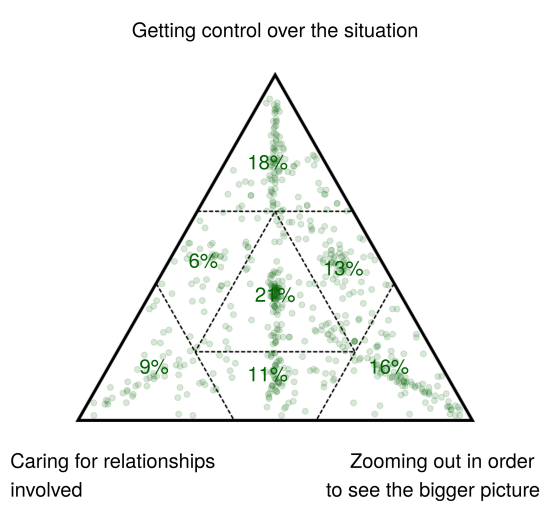 Getting control over the situation
18%
6%
13%
21%
9%
11%
16%
Caring for relationships
involved
Zooming out in order
to see the bigger picture